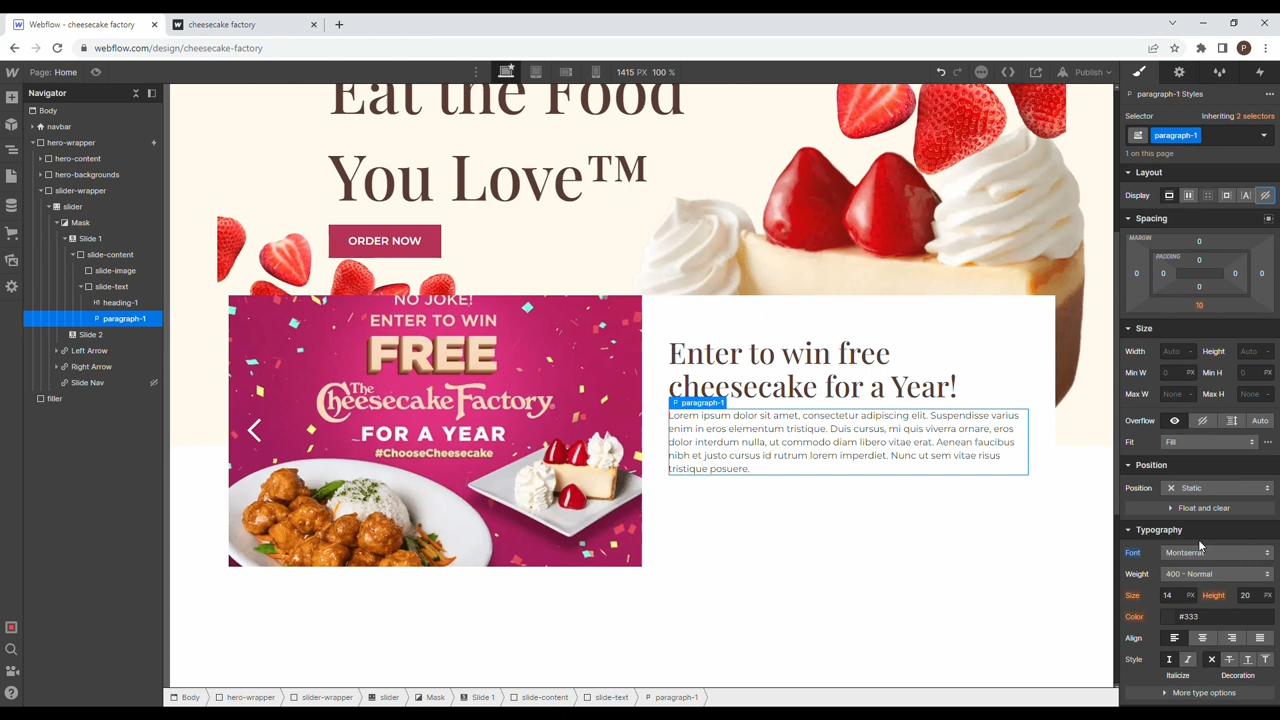 Webflow - cheesecake factory
cheesecake factory
webflow.com/design/cheesecake-factory
P
Page: Home
1415 PX 100 %
Publish
Navigator
Body
navbar
hero-wrapper
hero-content
hero-backgrounds
slider-wrapper
slider
Mask
Slide 1
slide-content
slide-image
slide-text
H1 heading-1
P paragraph-1
Slide 2
Left Arrow
Right Arrow
Slide Nav
filler
Eat the Food
You Love™
ORDER NOW
NO JOKE!
ENTER TO WIN
FREE
The
Cheesecake Factory
FOR A YEAR
#ChooseCheesecake
Enter to win free
cheesecake for a Year!
P paragraph-1
Lorem ipsum dolor sit amet, consectetur adipiscing elit. Suspendisse varius
enim in eros elementum tristique. Duis cursus, mi quis viverra ornare, eros
dolor interdum nulla, ut commodo diam libero vitae erat. Aenean faucibus
nibh et justo cursus id rutrum lorem imperdiet. Nunc ut sem vitae risus
tristique posuere.
P paragraph-1 Styles
Selector Inheriting 2 selectors
paragraph-1
1 on this page
Layout
Display
Spacing
MARGIN
0
PADDING
0
0 0 0 0
0
10
Size
Width Auto - Height Auto -
Min W 0 PX Min H 0 PX
Max W None - Max H None -
Overflow Auto
Fit Fill
Position
Position Static
Float and clear
Typography
Font Montserrat
Weight 400 - Normal
Size 14 PX Height 20 PX
Color #333
Align
Style
Italicize Decoration
More type options
Body hero-wrapper slider-wrapper slider Mask Slide 1 slide-content slide-text P paragraph-1